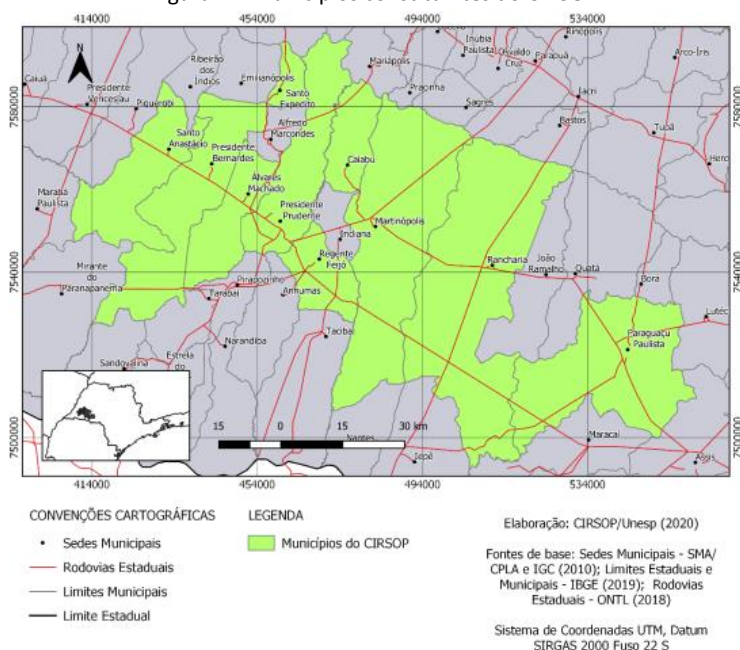 414000
454000
494000
534000
Rinópolis
Inúbia
Paulista
Osvaldo
Cruz
Parapuã
Arco-Íris
Ribeirão
dos
Índios
Mariápolis
Caiuá
Emilianópolis
Presidente
Venceslau
Piquerobi
Santo
Expedito
Pracinha
Sagres
Iacri
7580000
7580000
Bastos
Tupã
Alfredo
Marcondes
Santo
Anastácio
Presidente
Bernardes
Caiabu
Herc
Álvares
Machado
Marabá
Paulista
Presidente
Prudente
Martinópolis
Indiana
Regente
Feijó
Rancharia
João
Ramalho
Quatá
7540000
7540000
Mirante
do
Paranapanema
Pirapozinho
Tarabai
Anhumas
Borá
Lutéc
Paraguaçu
Paulista
Taciba
Narandiba
Sandovalina
Estrela
do
15 0 15 30 km
Nantes
Iepê
Maracaí
Assis
7500000
7500000
414000
454000
494000
534000
N
CONVENÇÕES CARTOGRÁFICAS
Sedes Municipais
Rodovias Estaduais
Limites Municipais
Limite Estadual
LEGENDA
Municípios do CIRSOP
Elaboração: CIRSOP/Unesp (2020)
Fontes de base: Sedes Municipais - SMA/
CPLA e IGC (2010); Limites Estaduais e
Municipais - IBGE (2019); Rodovias
Estaduais - ONTL (2018)
Sistema de Coordenadas UTM, Datum
SIRGAS 2000 Fuso 22 S